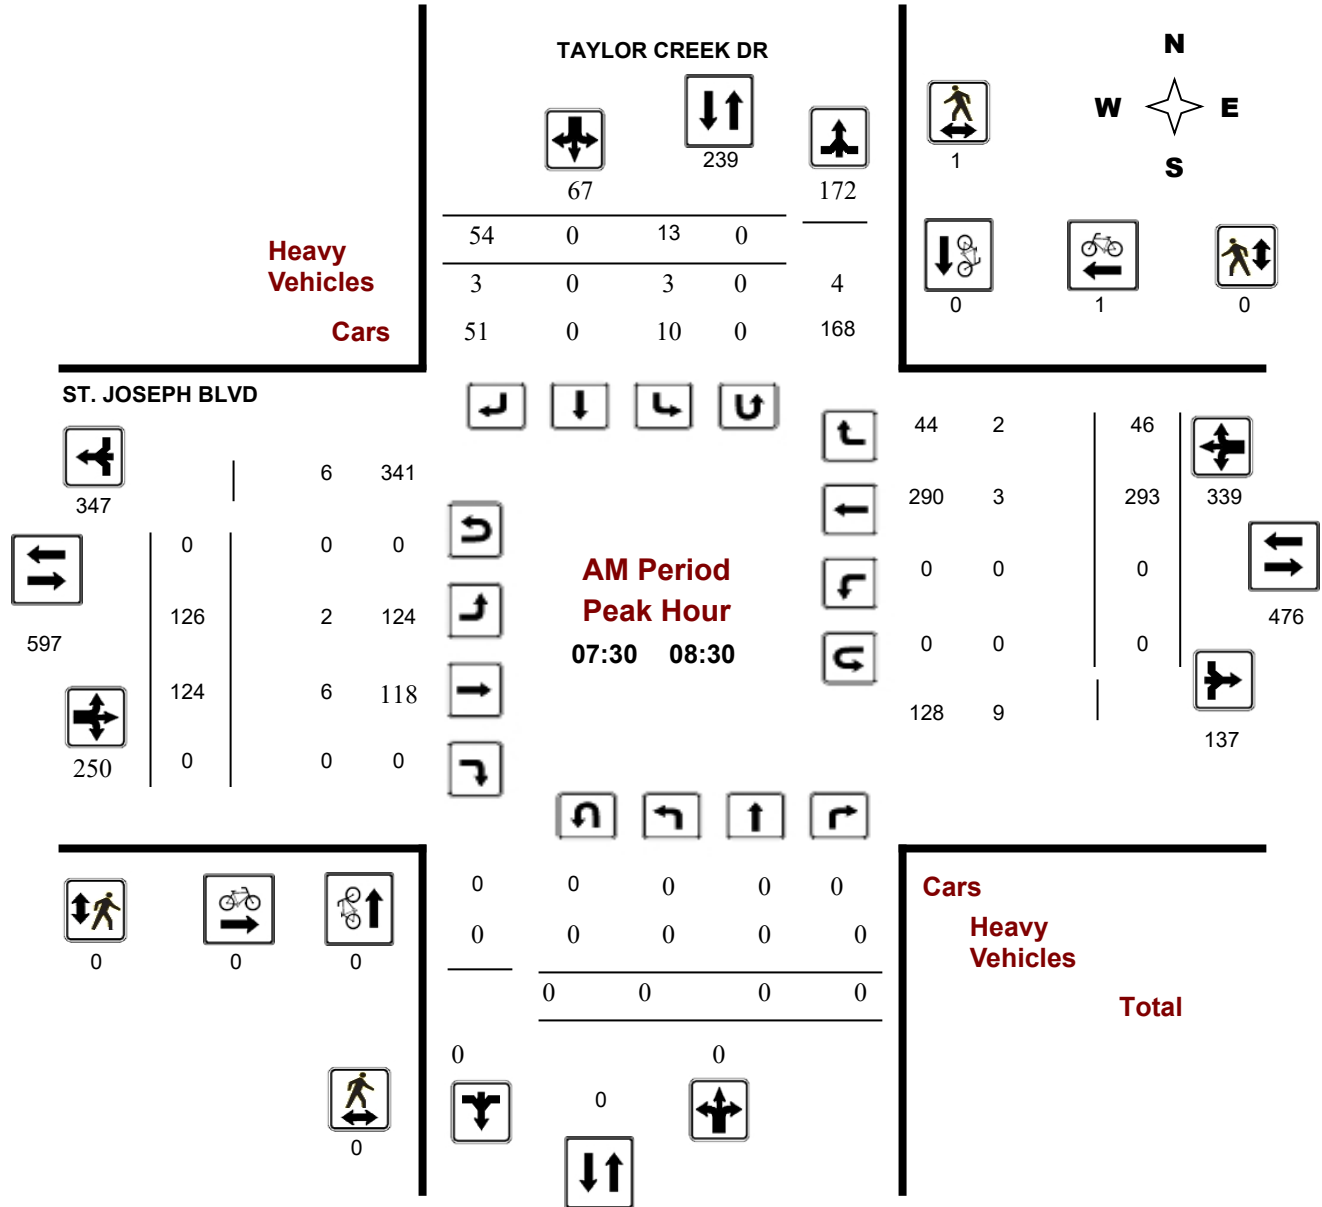 TAYLOR CREEK DR
N
W E
S
239
1
67
172
54 0 13 0
Heavy
Vehicles
3 0 3 0 4
0 1 0
Cars
51 0 10 0 168
ST. JOSEPH BLVD
44 2 46
6 341
347
290 3 293 339
0 0 0
AM Period
0 0 0
Peak Hour
126 2 124
476
597
07:30 08:30
0 0 0
124 6 118
128 9
137
250
0 0 0
0 0 0 0 0
Cars
Heavy
0 0 0 0 0
Vehicles
0 0 0
0 0 0 0
Total
0 0
0
0